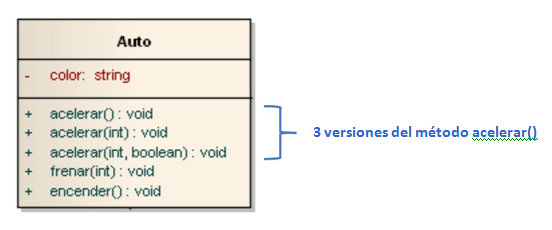 Auto
- color: string
+ acelerar() : void
+ acelerar(int) : void
+ acelerar(int, boolean) : void
+ frenar(int) : void
+ encender() : void
3 versiones del método acelerar()